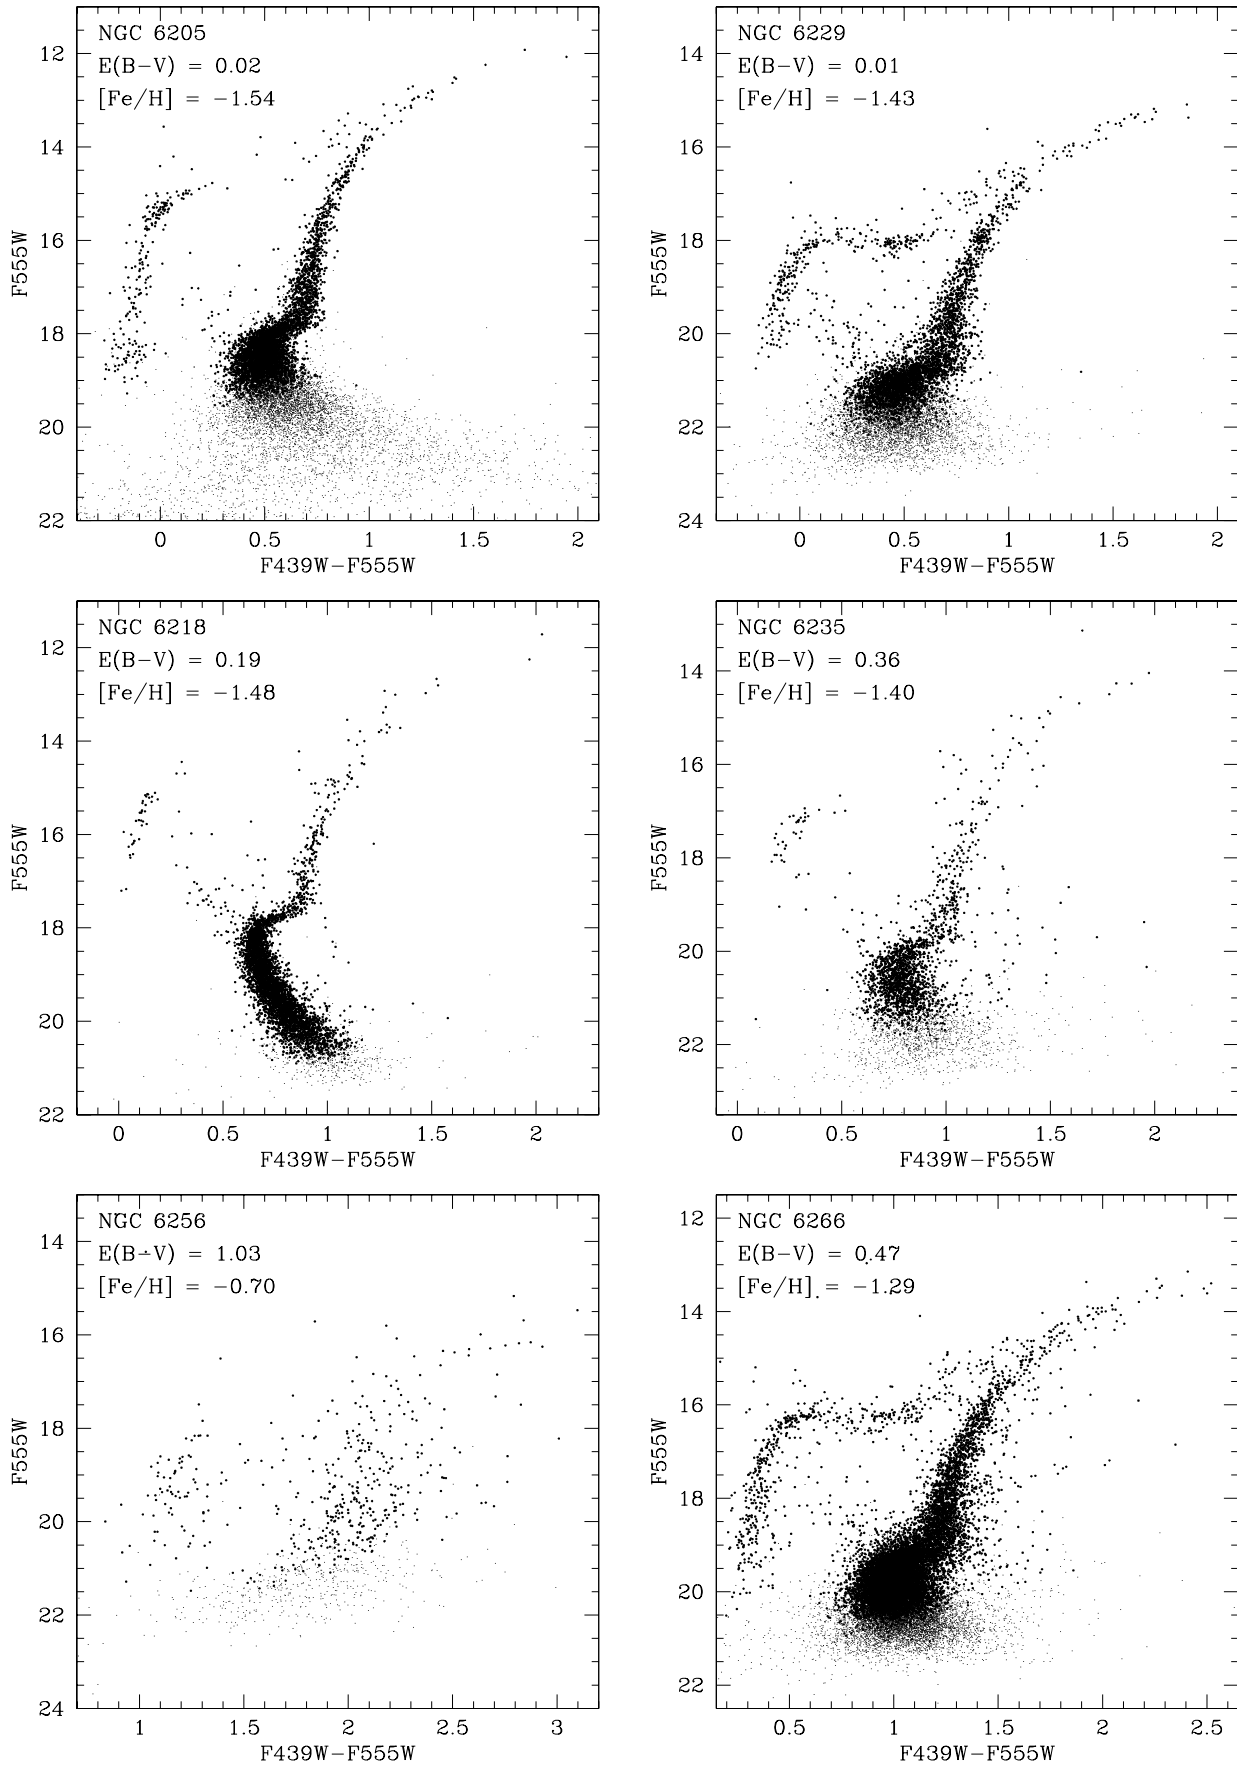 NGC 6205
E(B−V) = 0.02
[Fe/H] = −1.54
12
14
16
18
20
22
F555W
0
0.5
1
1.5
2
F439W−F555W
NGC 6229
E(B−V) = 0.01
[Fe/H] = −1.43
14
16
18
20
22
24
F555W
0
0.5
1
1.5
2
F439W−F555W
NGC 6218
E(B−V) = 0.19
[Fe/H] = −1.48
12
14
16
18
20
22
F555W
0
0.5
1
1.5
2
F439W−F555W
NGC 6235
E(B−V) = 0.36
[Fe/H] = −1.40
14
16
18
20
22
F555W
0
0.5
1
1.5
2
F439W−F555W
NGC 6256
E(B−V) = 1.03
[Fe/H] = −0.70
14
16
18
20
22
24
F555W
1
1.5
2
2.5
3
F439W−F555W
NGC 6266
E(B−V) = 0.47
[Fe/H] = −1.29
12
14
16
18
20
22
F555W
0.5
1
1.5
2
2.5
F439W−F555W